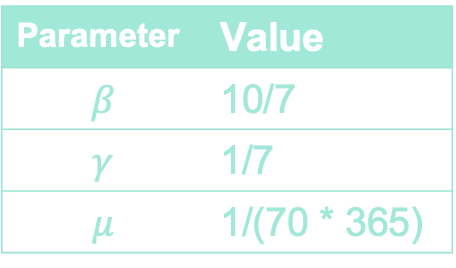 Parameter Value
β 10/7
γ 1/7
μ 1/(70 * 365)